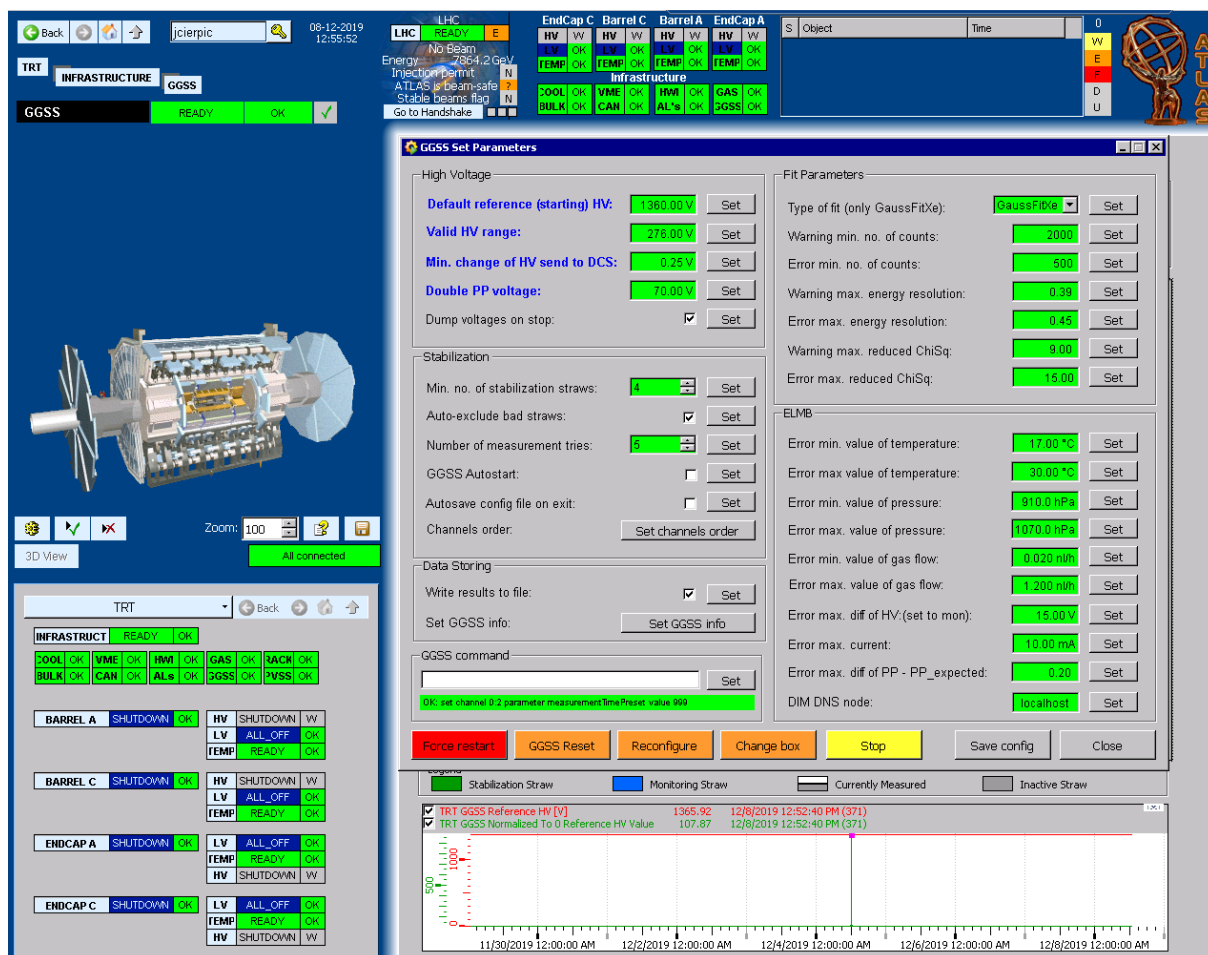 Back
jcierpic
08-12-2019
12:55:52
TRT
INFRASTRUCTURE
GGSS
GGSS READY OK
LHC
LHC READY E
No Beam
Energy 7864.2 GeV
Injection permit N
ATLAS is beam-safe ?
Stable beams flag N
Go to Handshake
EndCap C Barrel C Barrel A EndCap A
HV W HV W HV W HV W
LV OK LV OK LV OK LV OK
TEMP OK TEMP OK TEMP OK TEMP OK
Infrastructure
COOL OK VME OK HWI OK GAS OK
BULK OK CAN OK AL's OK GGSS OK
S Object Time
0
W
E
F
D
U
ATLAS
GGSS Set Parameters
High Voltage
Default reference (starting) HV: 1360.00 V Set
Valid HV range: 276.00 V Set
Min. change of HV send to DCS: 0.25 V Set
Double PP voltage: 70.00 V Set
Dump voltages on stop: Set
Stabilization
Min. no. of stabilization straws: 4 Set
Auto-exclude bad straws: Set
Number of measurement tries: 5 Set
GGSS Autostart: Set
Autosave config file on exit: Set
Channels order: Set channels order
Data Storing
Write results to file: Set
Set GGSS info: Set GGSS info
GGSS command
Set
OK: set channel 0:2 parameter measurementTimePreset value 999
Fit Parameters
Type of fit (only GaussFitXe): GaussFitXe Set
Warning min. no. of counts: 2000 Set
Error min. no. of counts: 500 Set
Warning max. energy resolution: 0.39 Set
Error max. energy resolution: 0.45 Set
Warning max. reduced ChiSq: 9.00 Set
Error max. reduced ChiSq: 15.00 Set
ELMB
Error min. value of temperature: 17.00 °C Set
Error max value of temperature: 30.00 °C Set
Error min. value of pressure: 910.0 hPa Set
Error max. value of pressure: 1070.0 hPa Set
Error min. value of gas flow: 0.020 nl/h Set
Error max. value of gas flow: 1.200 nl/h Set
Error max. diff of HV:(set to mon): 15.00 V Set
Error max. current: 10.00 mA Set
Error max. diff of PP - PP_expected: 0.20 Set
DIM DNS node: localhost Set
Force restart GGSS Reset Reconfigure Change box Stop Save config Close
Zoom: 100
3D View All connected
TRT Back
INFRASTRUCT READY OK
COOL OK VME OK HWI OK GAS OK RACK OK
BULK OK CAN OK ALs OK GGSS OK PVSS OK
BARREL A SHUTDOWN OK HV SHUTDOWN W
LV ALL_OFF OK
TEMP READY OK
BARREL C SHUTDOWN OK HV SHUTDOWN W
LV ALL_OFF OK
TEMP READY OK
ENDCAP A SHUTDOWN OK LV ALL_OFF OK
TEMP READY OK
HV SHUTDOWN W
ENDCAP C SHUTDOWN OK LV ALL_OFF OK
TEMP READY OK
HV SHUTDOWN W
Legend
Stabilization Straw Monitoring Straw Currently Measured Inactive Straw
TRT GGSS Reference HV [V] 1365.92 12/8/2019 12:52:40 PM (371)
TRT GGSS Normalized To 0 Reference HV Value 107.87 12/8/2019 12:52:40 PM (371)
500
1000
0
11/30/2019 12:00:00 AM 12/2/2019 12:00:00 AM 12/4/2019 12:00:00 AM 12/6/2019 12:00:00 AM 12/8/2019 12:00:00 AM